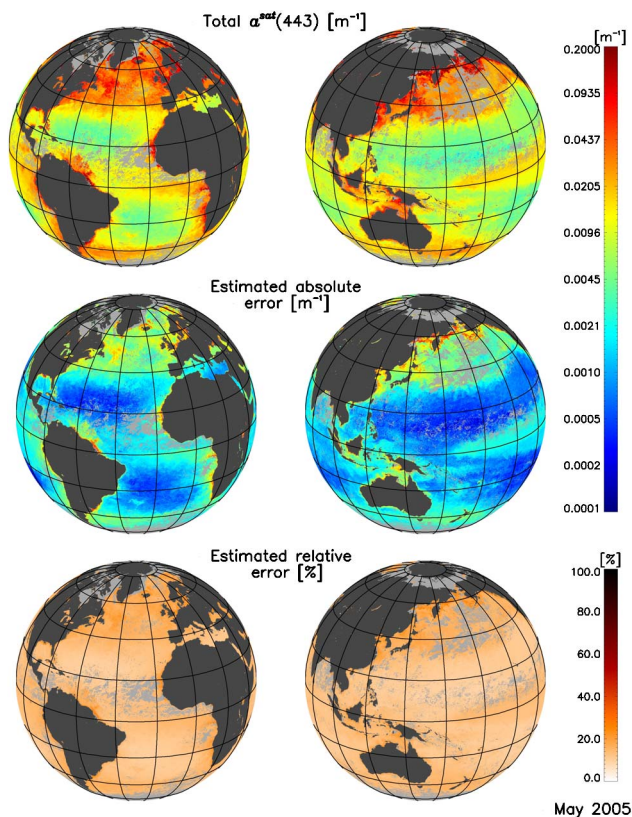 Total a^sat(443) [m⁻¹]
[m⁻¹]
0.2000
0.0935
0.0437
0.0205
0.0096
0.0045
0.0021
0.0010
0.0005
0.0002
0.0001
Estimated absolute
error [m⁻¹]
Estimated relative
error [%]
[%]
100.0
80.0
60.0
40.0
20.0
0.0
May 2005